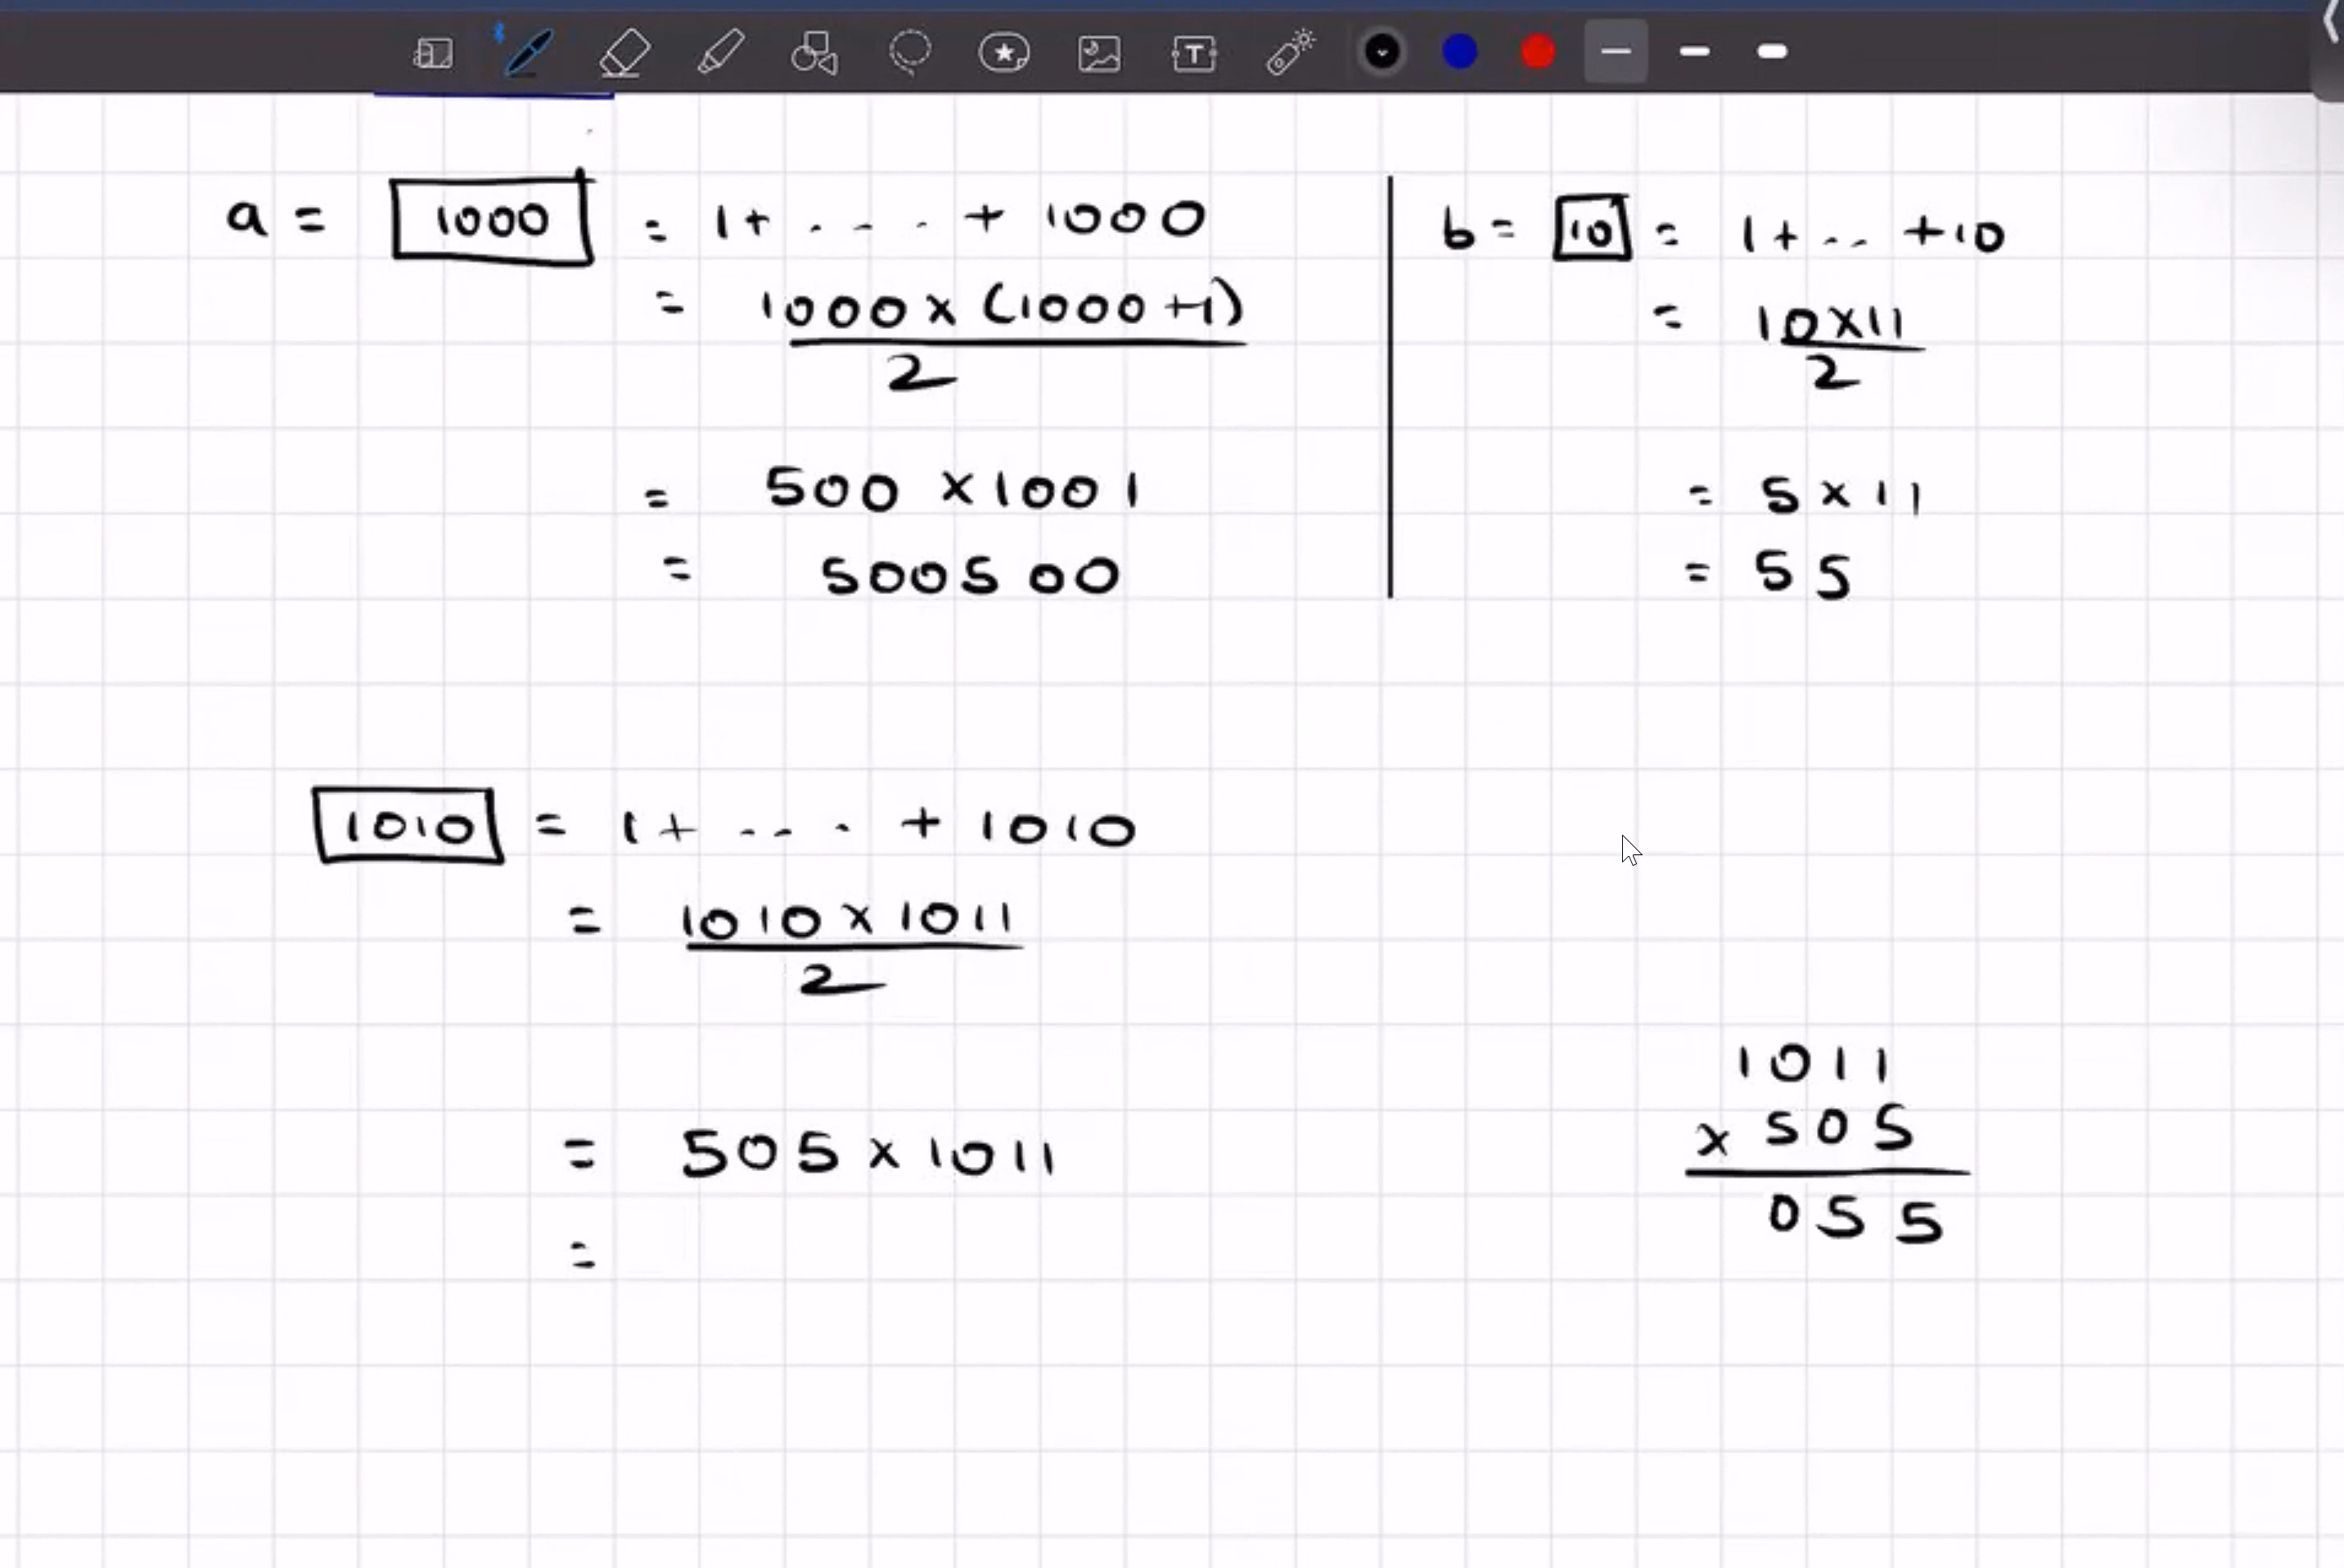 a = 1000 = 1 + .... + 1000
= 1000 x (1000 + 1)
2
= 500 x 1001
= 500500
b = 10 = 1 + ... + 10
= 10 x 11
2
= 5 x 11
= 55
1010 = 1 + .... + 1010
= 1010 x 1011
2
= 505 x 1011
=
1011
x 505
055